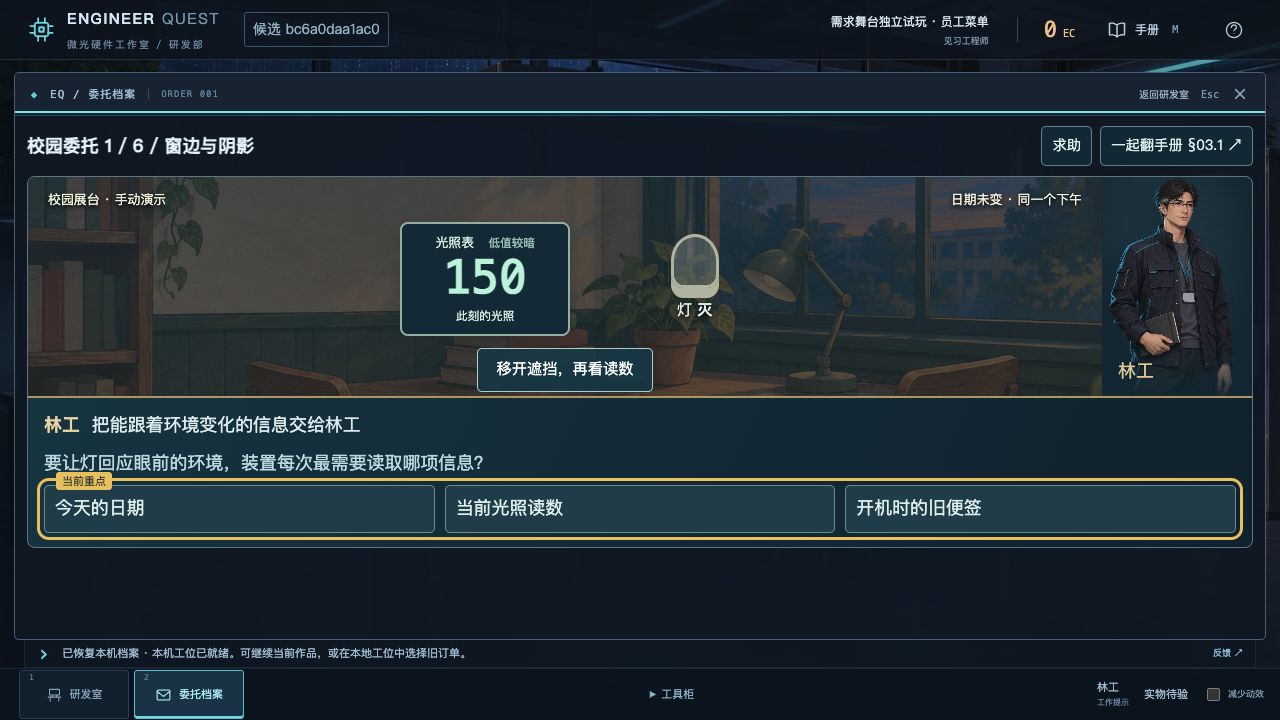 ENGINEER QUEST
微光硬件工作室 / 研发部
候选 bc6a0daa1ac0
需求舞台独立试玩 · 员工菜单
见习工程师
0 EC
手册 M
EQ / 委托档案 | ORDER 001
返回研发室 Esc
校园委托 1 / 6 / 窗边与阴影
求助
一起翻手册 §03.1 ↗
校园展台 · 手动演示
日期未变 · 同一个下午
光照表 低值较暗
150
此刻的光照
灯 灭
移开遮挡，再看读数
林工
林工 把能跟着环境变化的信息交给林工
要让灯回应眼前的环境，装置每次最需要读取哪项信息？
当前重点
今天的日期
当前光照读数
开机时的旧便签
已恢复本机档案 · 本机工位已就绪。可继续当前作品，或在本地工位中选择旧订单。
反馈 ↗
1
研发室
2
委托档案
▸ 工具柜
林工
工作提示
实物待验
减少动效